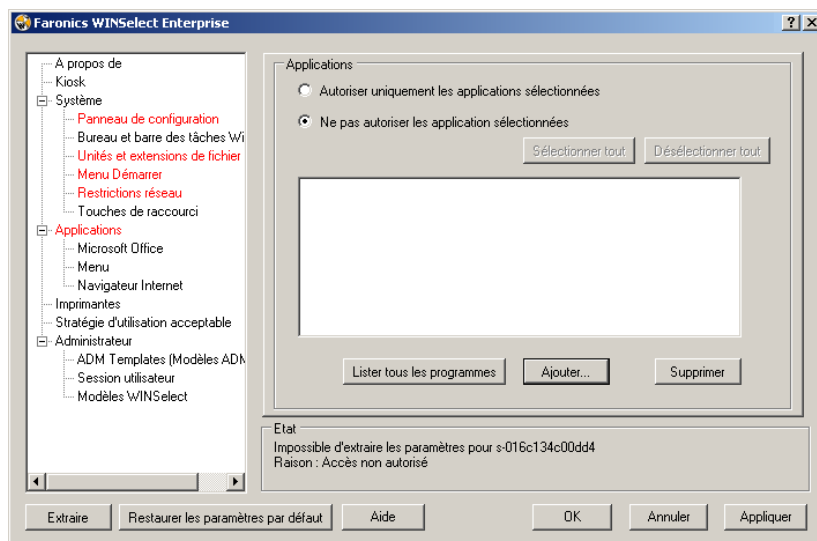 Faronics WINSelect Enterprise
A propos de
Kiosk
Système
Panneau de configuration
Bureau et barre des tâches Wi
Unités et extensions de fichier
Menu Démarrer
Restrictions réseau
Touches de raccourci
Applications
Microsoft Office
Menu
Navigateur Internet
Imprimantes
Stratégie d'utilisation acceptable
Administrateur
ADM Templates (Modèles ADM
Session utilisateur
Modèles WINSelect
Applications
Autoriser uniquement les applications sélectionnées
Ne pas autoriser les application sélectionnées
Sélectionner tout
Désélectionner tout
Lister tous les programmes
Ajouter...
Supprimer
Etat
Impossible d'extraire les paramètres pour s-016c134c00dd4
Raison : Accès non autorisé
Extraire
Restaurer les paramètres par défaut
Aide
OK
Annuler
Appliquer